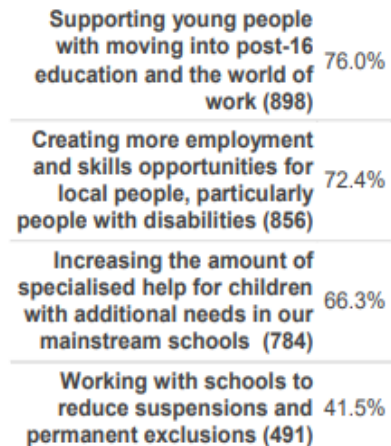 Supporting young people
with moving into post-16
education and the world of
work (898)
76.0%
Creating more employment
and skills opportunities for
local people, particularly
people with disabilities (856)
72.4%
Increasing the amount of
specialised help for children
with additional needs in our
mainstream schools (784)
66.3%
Working with schools to
reduce suspensions and
permanent exclusions (491)
41.5%